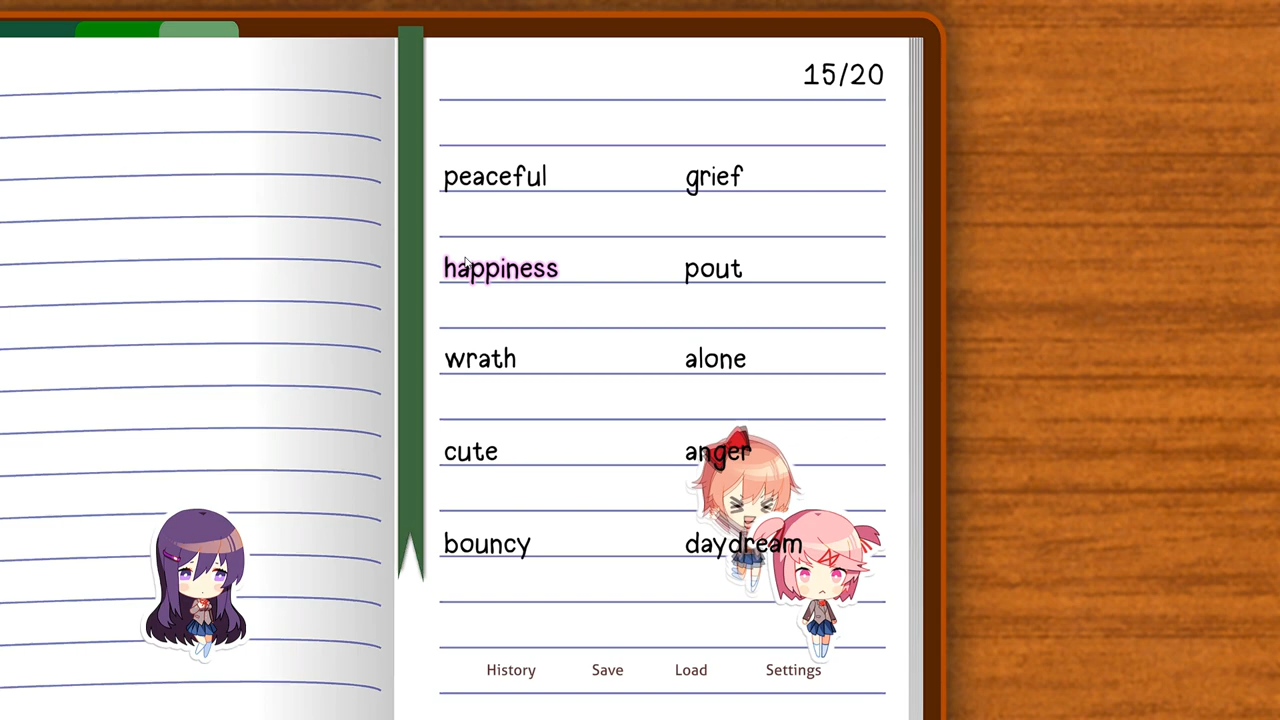 15/20
peaceful grief
happiness pout
wrath alone
cute anger
bouncy daydream
History Save Load Settings